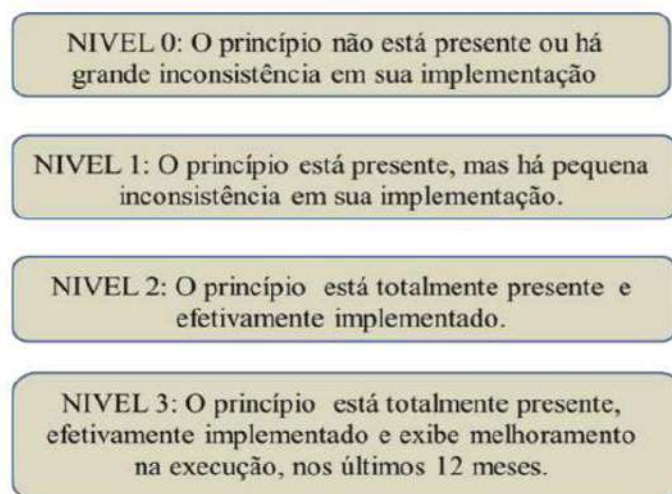 NIVEL 0: O princípio não está presente ou há
grande inconsistência em sua implementação
NIVEL 1: O princípio está presente, mas há pequena
inconsistência em sua implementação.
NIVEL 2: O princípio está totalmente presente e
efetivamente implementado.
NIVEL 3: O princípio está totalmente presente,
efetivamente implementado e exibe melhoramento
na execução, nos últimos 12 meses.